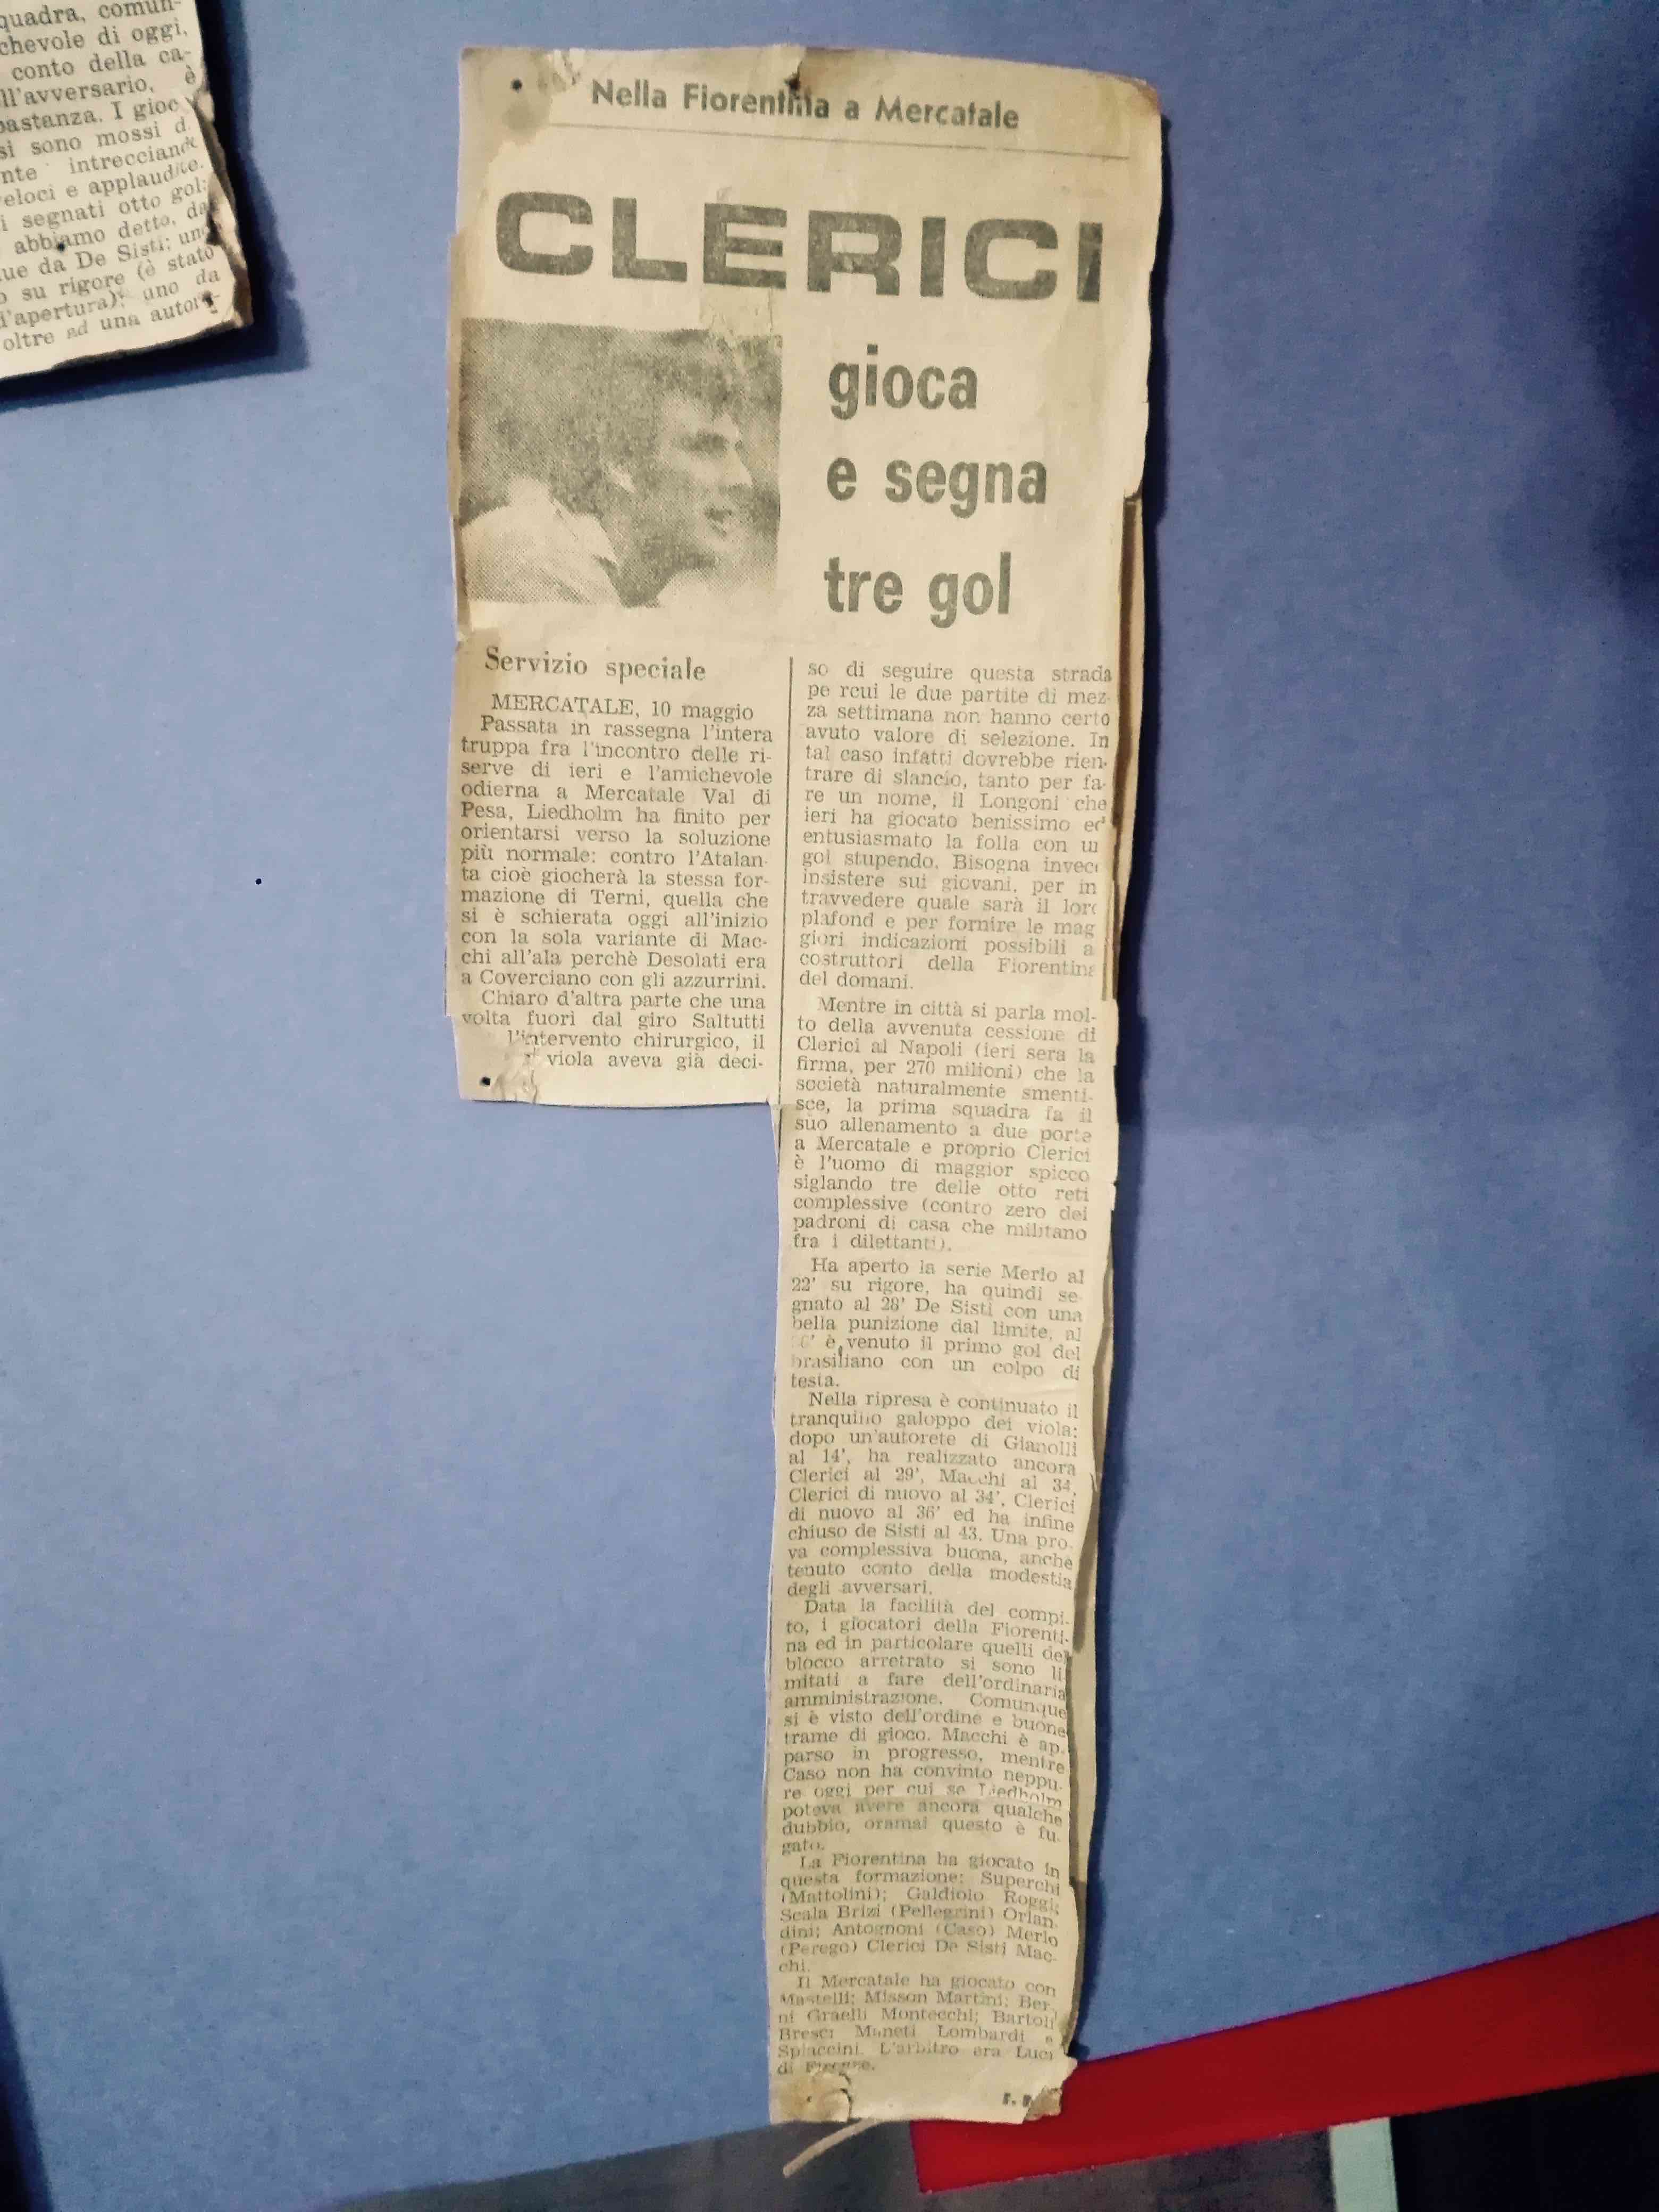 quadra, comun-
chevole di oggi,
conto della ca-
ll'avversario, è
bastanza. I gioc
si sono mossi d
nte intrecciand
veloci e applaudite.
i segnati otto gol:
abbiamo detto, da
ue da De Sisti; uno
o su rigore (è stato
d'apertura); uno da
oltre ad una autor
Nella Fiorentina a Mercatale
CLERICI
gioca
e segna
tre gol
Servizio speciale
MERCATALE, 10 maggio
Passata in rassegna l'intera
truppa fra l'incontro delle ri-
serve di ieri e l'amichevole
odierna a Mercatale Val di
Pesa, Liedholm ha finito per
orientarsi verso la soluzione
più normale: contro l'Atalan-
ta cioè giocherà la stessa for-
mazione di Terni, quella che
si è schierata oggi all'inizio
con la sola variante di Mac-
chi all'ala perchè Desolati era
a Coverciano con gli azzurrini.
Chiaro d'altra parte che una
volta fuori dal giro Saltutti
l'intervento chirurgico, il
viola aveva già deci-
so di seguire questa strada
pe rcui le due partite di mez-
za settimana non hanno certo
avuto valore di selezione. In
tal caso infatti dovrebbe rien-
trare di slancio, tanto per fa-
re un nome, il Longoni che
ieri ha giocato benissimo ed
entusiasmato la folla con u
gol stupendo. Bisogna invece
insistere sui giovani, per in
travvedere quale sarà il loro
plafond e per fornire le mag
giori indicazioni possibili a
costruttori della Fiorentina
del domani.
Mentre in città si parla mol-
to della avvenuta cessione di
Clerici al Napoli (ieri sera la
firma, per 270 milioni) che la
società naturalmente smenti-
sce, la prima squadra fa il
suo allenamento a due porte
a Mercatale e proprio Clerici
è l'uomo di maggior spicco
siglando tre delle otto reti
complessive (contro zero dei
padroni di casa che militano
fra i dilettanti).
Ha aperto la serie Merlo al
22' su rigore, ha quindi se
gnato al 28' De Sisti con una
bella punizione dal limite, al
è venuto il primo gol del
brasiliano con un colpo di
testa.
Nella ripresa è continuato il
tranquillo galoppo dei viola:
dopo un'autorete di Gianolli
al 14', ha realizzato ancora
Clerici al 29', Macchi al 34,
Clerici di nuovo al 34', Clerici
di nuovo al 36' ed ha infine
chiuso de Sisti al 43. Una pro-
va complessiva buona, anche
tenuto conto della modestia
degli avversari.
Data la facilità del compi-
to, i giocatori della Fiorenti-
na ed in particolare quelli del
blocco arretrato si sono li
mitati a fare dell'ordinaria
amministrazione. Comunque
si è visto dell'ordine e buone
trame di gioco. Macchi è ap-
parso in progresso, mentre
Caso non ha convinto neppu-
re oggi per cui se Liedholm
poteva avere ancora qualche
dubbio, oramai questo è fu-
gato.
La Fiorentina ha giocato in
questa formazione: Superchi
(Mattolini); Galdiolo Roggi;
Scala Brizi (Pellegrini) Orlan-
dini; Antognoni (Caso) Merlo
(Perego) Clerici De Sisti Mac-
chi.
Il Mercatale ha giocato con
Mastelli; Misson Martini; Ber-
ni Graelli Montecchi; Bartoli
Bresci Maneti Lombardi e
Splaccini. L'arbitro era Luci
di Firenze.